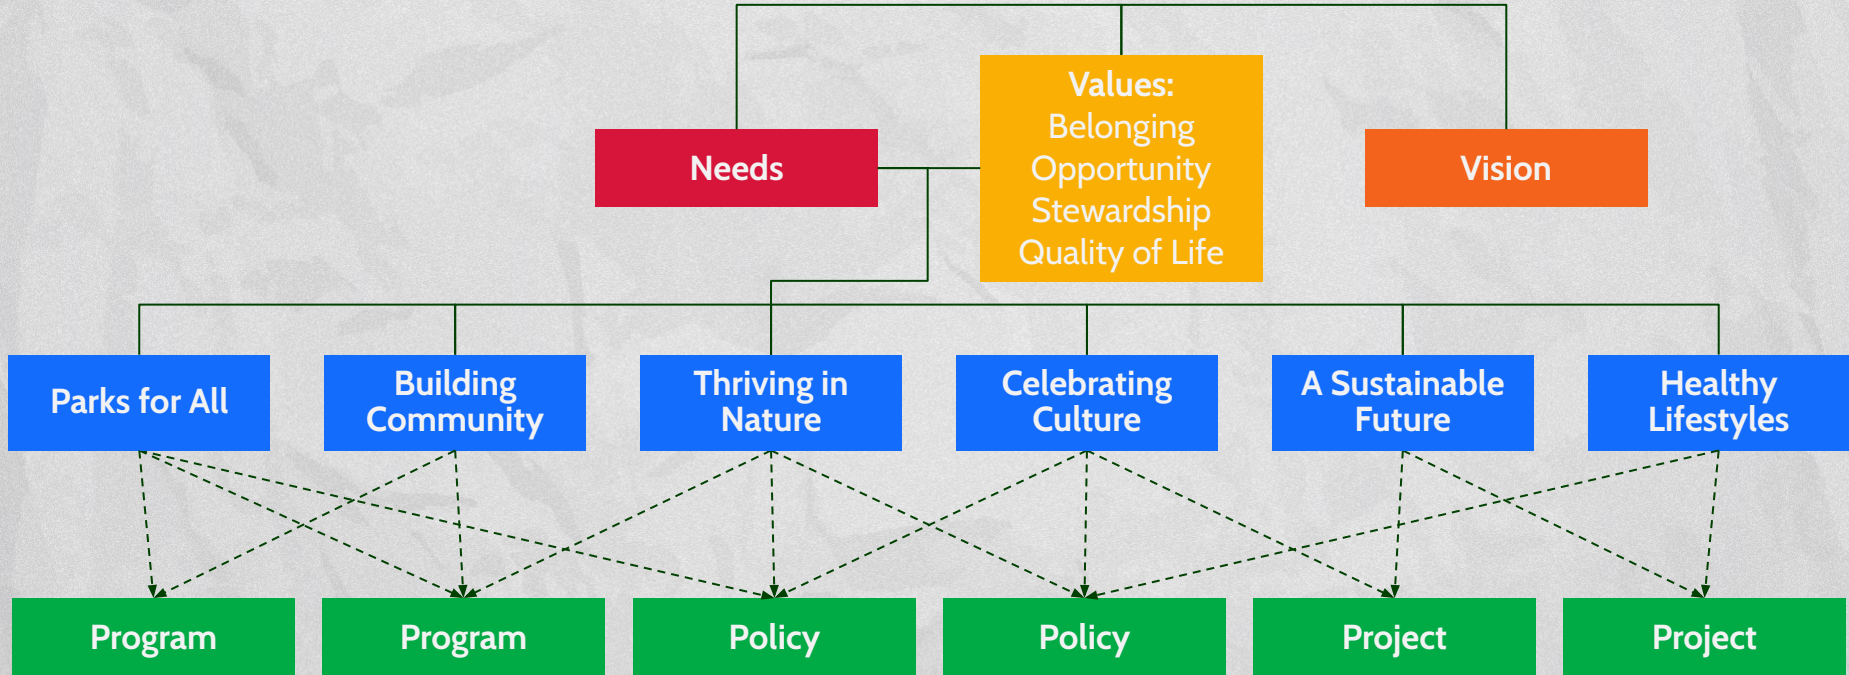 Values:
Belonging
Opportunity
Stewardship
Quality of Life
Needs
Vision
Parks for All
Building
Community
Thriving in
Nature
Celebrating
Culture
A Sustainable
Future
Healthy
Lifestyles
Program
Program
Policy
Policy
Project
Project